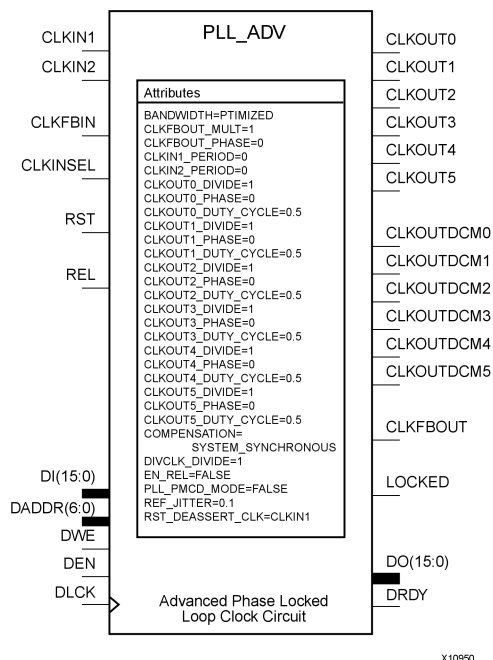 PLL_ADV
CLKIN1
CLKIN2
CLKFBIN
CLKINSEL
RST
REL
DI(15:0)
DADDR(6:0)
DWE
DEN
DLCK
Attributes
BANDWIDTH=PTIMIZED
CLKFBOUT_MULT=1
CLKFBOUT_PHASE=0
CLKIN1_PERIOD=0
CLKIN2_PERIOD=0
CLKOUT0_DIVIDE=1
CLKOUT0_PHASE=0
CLKOUT0_DUTY_CYCLE=0.5
CLKOUT1_DIVIDE=1
CLKOUT1_PHASE=0
CLKOUT1_DUTY_CYCLE=0.5
CLKOUT2_DIVIDE=1
CLKOUT2_PHASE=0
CLKOUT2_DUTY_CYCLE=0.5
CLKOUT3_DIVIDE=1
CLKOUT3_PHASE=0
CLKOUT3_DUTY_CYCLE=0.5
CLKOUT4_DIVIDE=1
CLKOUT4_PHASE=0
CLKOUT4_DUTY_CYCLE=0.5
CLKOUT5_DIVIDE=1
CLKOUT5_PHASE=0
CLKOUT5_DUTY_CYCLE=0.5
COMPENSATION=
SYSTEM_SYNCHRONOUS
DIVCLK_DIVIDE=1
EN_REL=FALSE
PLL_PMCD_MODE=FALSE
REF_JITTER=0.1
RST_DEASSERT_CLK=CLKIN1
CLKOUT0
CLKOUT1
CLKOUT2
CLKOUT3
CLKOUT4
CLKOUT5
CLKOUTDCM0
CLKOUTDCM1
CLKOUTDCM2
CLKOUTDCM3
CLKOUTDCM4
CLKOUTDCM5
CLKFBOUT
LOCKED
DO(15:0)
DRDY
Advanced Phase Locked
Loop Clock Circuit
X10950